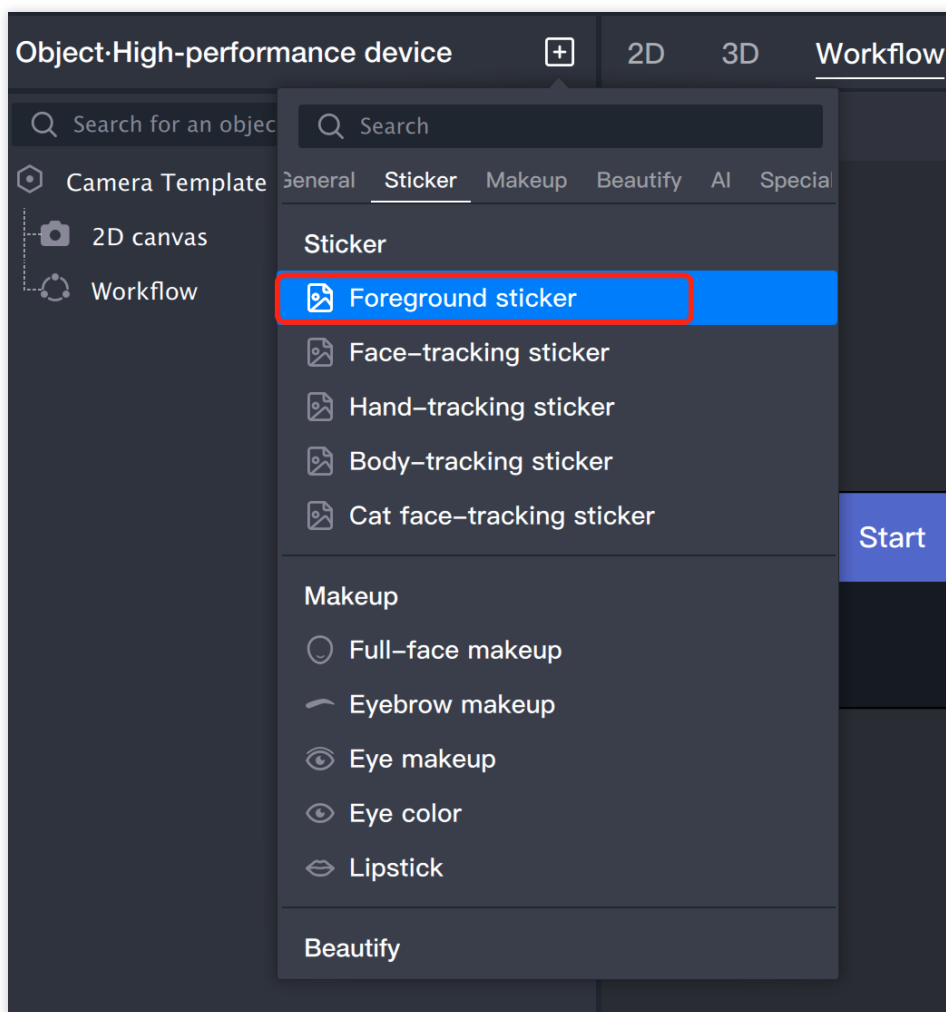 Object·High-performance device
2D 3D Workflow
Search for an objec
Search
Camera Template
General Sticker Makeup Beautify AI Special
2D canvas
Sticker
Workflow
Foreground sticker
Face-tracking sticker
Hand-tracking sticker
Body-tracking sticker
Cat face-tracking sticker
Start
Makeup
Full-face makeup
Eyebrow makeup
Eye makeup
Eye color
Lipstick
Beautify